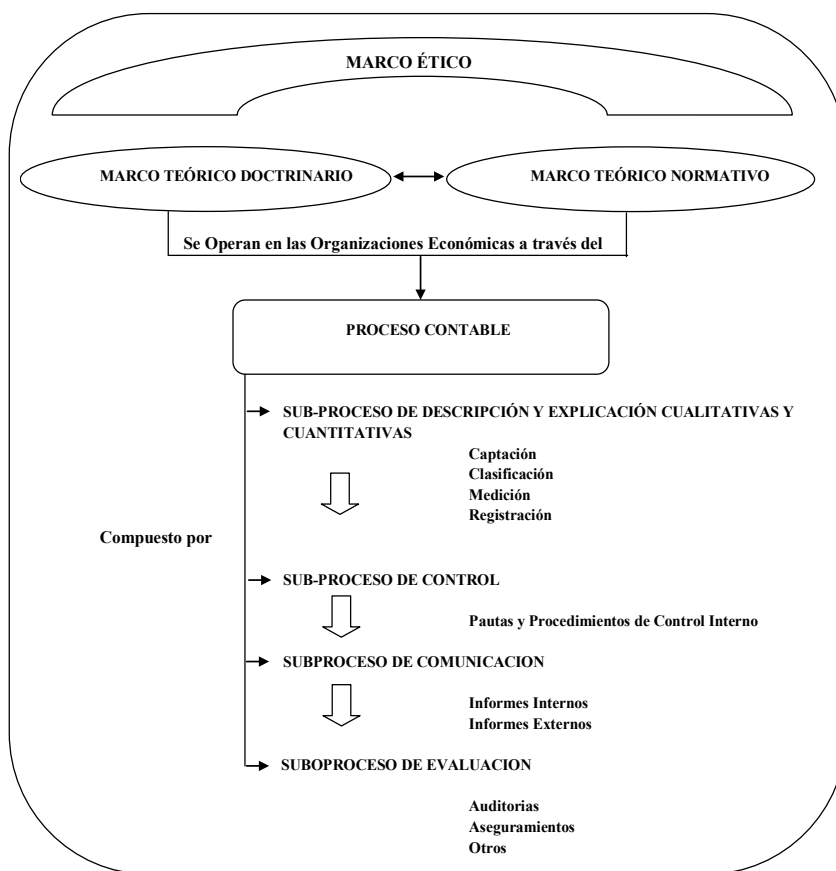 MARCO ÉTICO
MARCO TEÓRICO DOCTRINARIO
MARCO TEÓRICO NORMATIVO
Se Operan en las Organizaciones Económicas a través del
PROCESO CONTABLE
SUB-PROCESO DE DESCRIPCIÓN Y EXPLICACIÓN CUALITATIVAS Y
CUANTITATIVAS
Captación
Clasificación
Medición
Registración
Compuesto por
SUB-PROCESO DE CONTROL
Pautas y Procedimientos de Control Interno
SUBPROCESO DE COMUNICACION
Informes Internos
Informes Externos
SUBOPROCESO DE EVALUACION
Auditorias
Aseguramientos
Otros